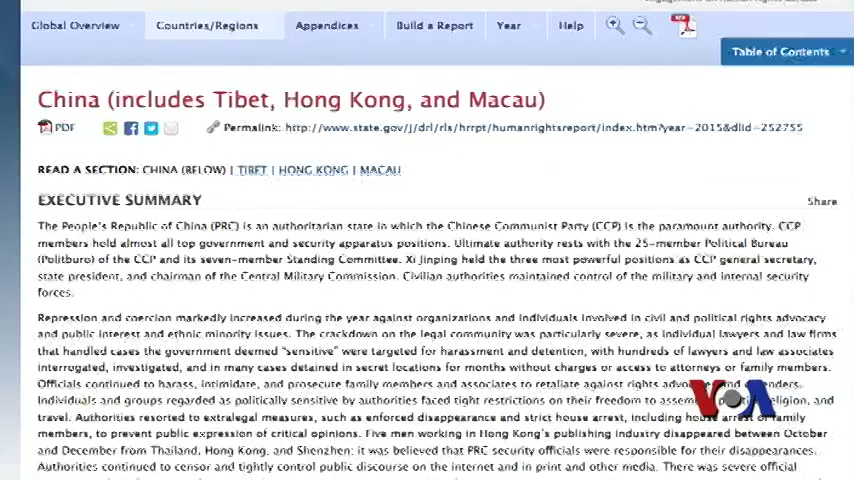 Global Overview
Countries/Regions
Appendices
Build a Report
Year
Help
Table of Contents
China (includes Tibet, Hong Kong, and Macau)
PDF
Permalink: http://www.state.gov/j/drl/rls/hrrpt/humanrightsreport/index.htm?year=2015&dlid=252755
READ A SECTION: CHINA (BELOW) | TIBET | HONG KONG | MACAU
EXECUTIVE SUMMARY
Share
The People's Republic of China (PRC) is an authoritarian state in which the Chinese Communist Party (CCP) is the paramount authority. CCP
members hold almost all top government and security apparatus positions. Ultimate authority rests with the 25-member Political Bureau
(Politburo) of the CCP and its seven-member Standing Committee. Xi Jinping held the three most powerful positions as CCP general secretary,
state president, and chairman of the Central Military Commission. Civilian authorities maintained control of the military and internal security
forces.
Repression and coercion markedly increased during the year against organizations and individuals involved in civil and political rights advocacy
and public interest and ethnic minority issues. The crackdown on the legal community was particularly severe, as individual lawyers and law firms
that handled cases the government deemed "sensitive" were targeted for harassment and detention, with hundreds of lawyers and law associates
interrogated, investigated, and in many cases detained in secret locations for months without charges or access to attorneys or family members.
Officials continued to harass, intimidate, and prosecute family members and associates to retaliate against rights and
Individuals and groups regarded as politically sensitive by authorities faced tight restrictions on their freedom to religion, and
travel. Authorities resorted to extralegal measures, such as enforced disappearance and strict house arrest, including house arrest of family
members, to prevent public expression of critical opinions. Five men working in Hong Kong's publishing industry disappeared between October
and December from Thailand, Hong Kong, and Shenzhen; it was believed that PRC security officials were responsible for their disappearances.
Authorities continued to censor and tightly control public discourse on the internet and in print and other media. There was severe official
VOA